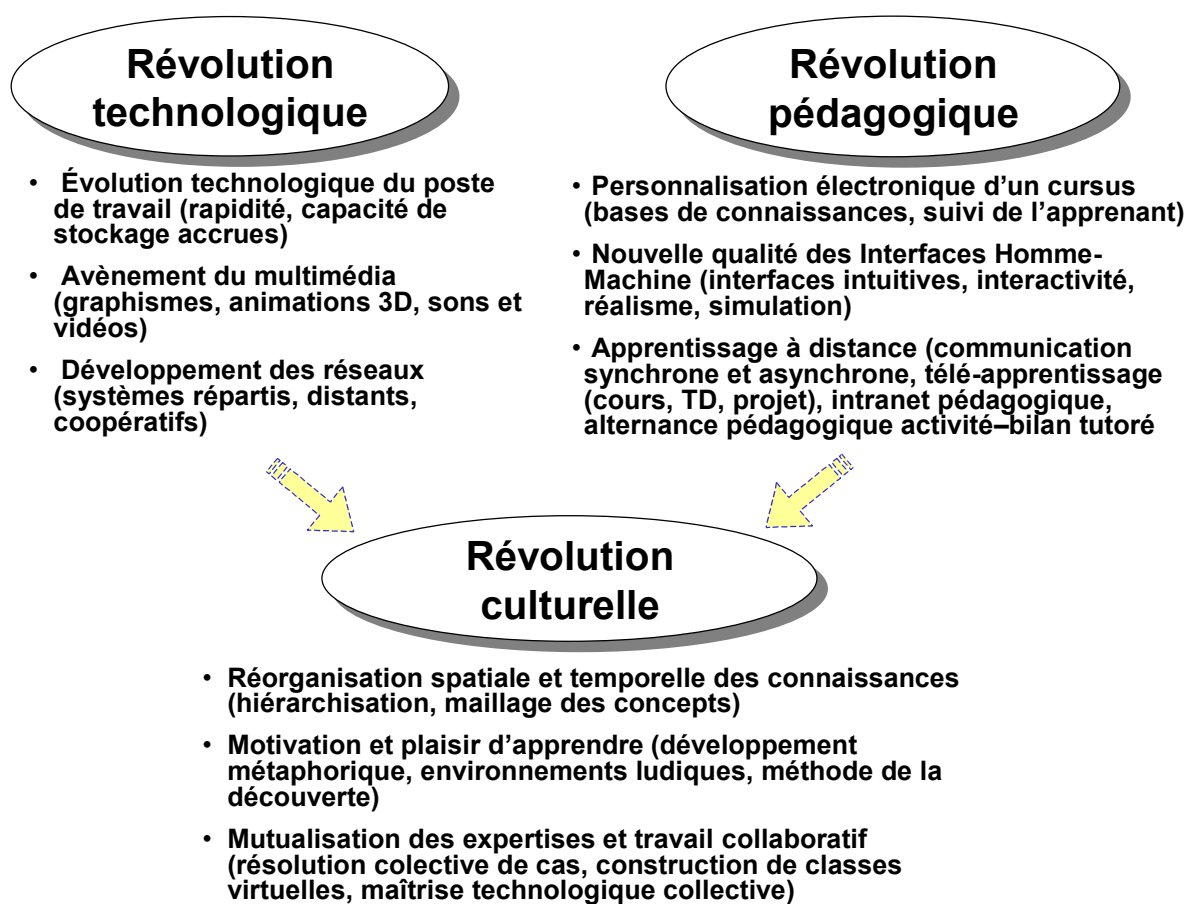 Révolution
technologique
• Évolution technologique du poste
de travail (rapidité, capacité de
stockage accrues)
• Avènement du multimédia
(graphismes, animations 3D, sons et
vidéos)
• Développement des réseaux
(systèmes répartis, distants,
coopératifs)
Révolution
pédagogique
• Personnalisation électronique d’un cursus
(bases de connaissances, suivi de l’apprenant)
• Nouvelle qualité des Interfaces Homme-
Machine (interfaces intuitives, interactivité,
réalisme, simulation)
• Apprentissage à distance (communication
synchrone et asynchrone, télé-apprentissage
(cours, TD, projet), intranet pédagogique,
alternance pédagogique activité–bilan tutoré
Révolution
culturelle
• Réorganisation spatiale et temporelle des connaissances
(hiérarchisation, maillage des concepts)
• Motivation et plaisir d’apprendre (développement
métaphorique, environnements ludiques, méthode de la
découverte)
• Mutualisation des expertises et travail collaboratif
(résolution colective de cas, construction de classes
virtuelles, maîtrise technologique collective)